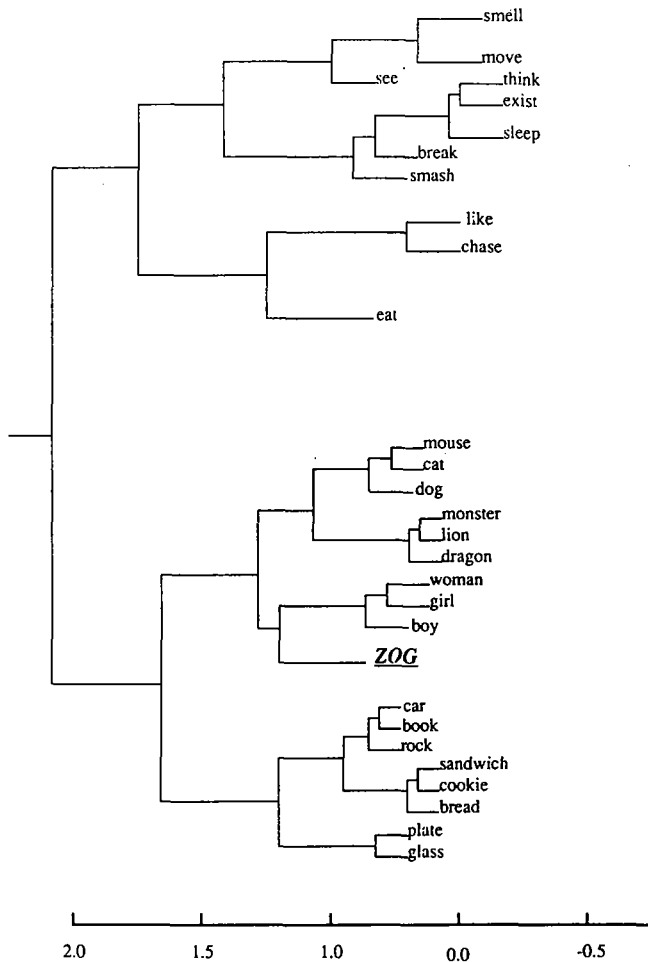 smell
move
see
think
exist
sleep
break
smash
like
chase
eat
mouse
cat
dog
monster
lion
dragon
woman
girl
boy
ZOG
car
book
rock
sandwich
cookie
bread
plate
glass
2.0 1.5 1.0 0.0 -0.5